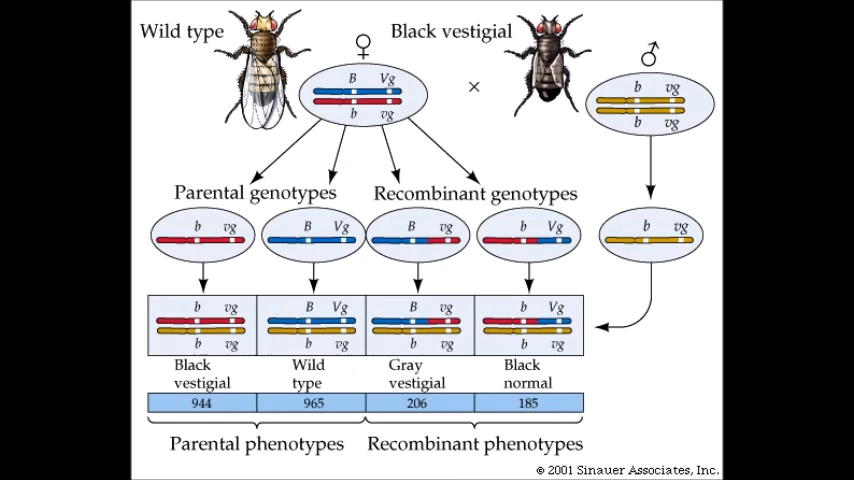 Wild type
♀
Black vestigial
♂
B Vg
b vg
×
b vg
b vg
Parental genotypes
Recombinant genotypes
b vg
B Vg
B vg
b Vg
b vg
b vg
B Vg
B vg
b Vg
b vg
b vg
b vg
b vg
Black vestigial
Wild type
Gray vestigial
Black normal
944
965
206
185
Parental phenotypes
Recombinant phenotypes
© 2001 Sinauer Associates, Inc.